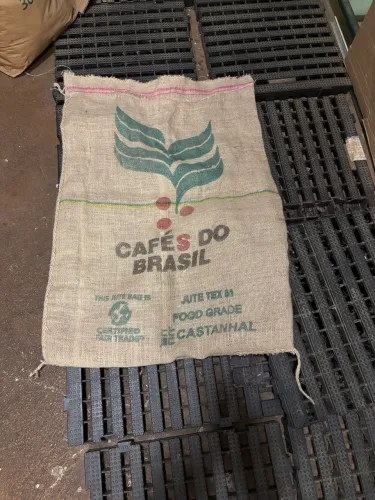 CAFÉS DO
BRASIL
THIS JUTE BAG IS
CERTIFIED
FAIR TRADE
JUTE TEX 81
FOOD GRADE
CASTANHAL